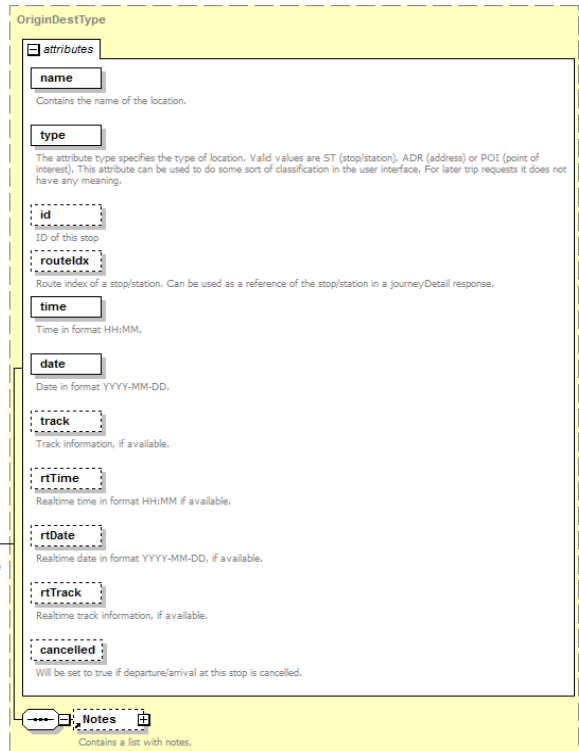 OriginDestType
attributes
name
Contains the name of the location.
type
The attribute type specifies the type of location. Valid values are ST (stop/station), ADR (address) or POI (point of
interest). This attribute can be used to do some sort of classification in the user interface. For later trip requests it does not
have any meaning.
id
ID of this stop
routeIdx
Route index of a stop/station. Can be used as a reference of the stop/station in a journeyDetail response.
time
Time in format HH:MM.
date
Date in format YYYY-MM-DD.
track
Track information, if available.
rtTime
Realtime time in format HH:MM if available.
rtDate
Realtime date in format YYYY-MM-DD, if available.
rtTrack
Realtime track information, if available.
cancelled
Will be set to true if departure/arrival at this stop is cancelled.
Notes
Contains a list with notes.